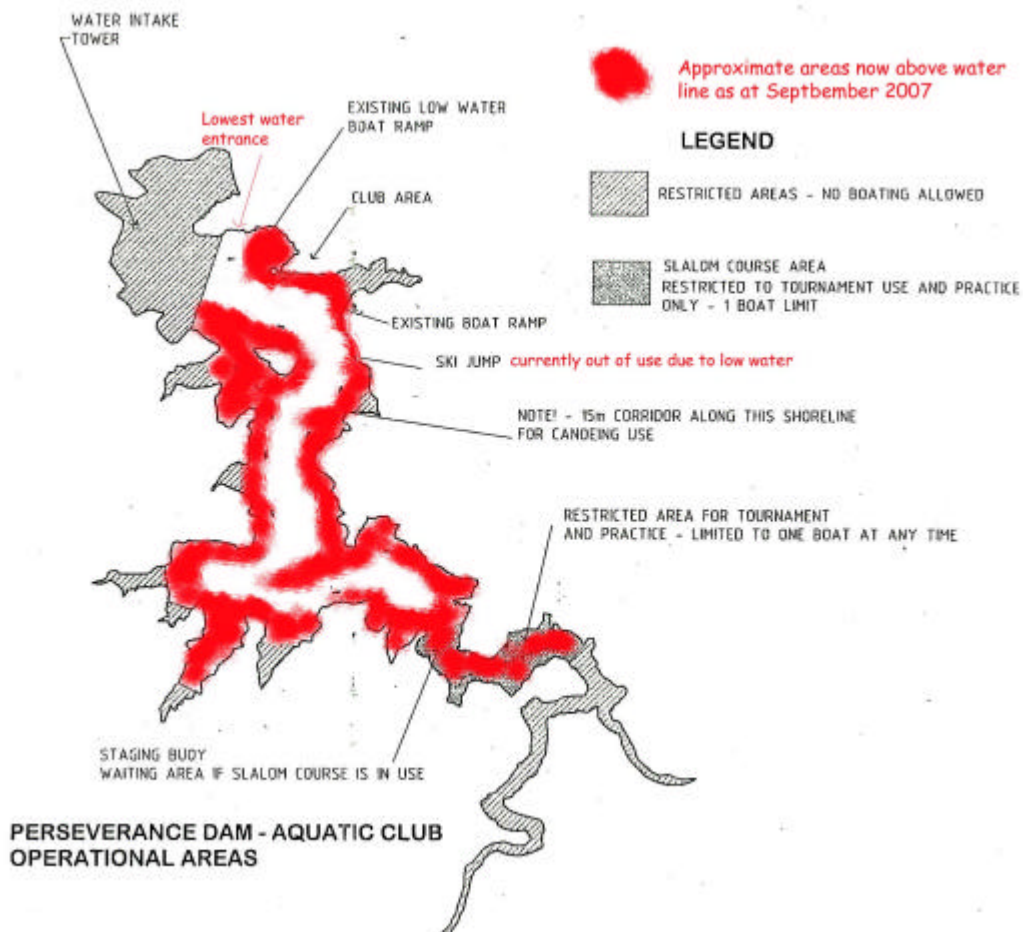 WATER INTAKE
TOWER
Approximate areas now above water
line as at Septbember 2007
Lowest water
entrance
EXISTING LOW WATER
BOAT RAMP
LEGEND
CLUB AREA
RESTRICTED AREAS - NO BOATING ALLOWED
SLALOM COURSE AREA
RESTRICTED TO TOURNAMENT USE AND PRACTICE
ONLY - 1 BOAT LIMIT
EXISTING BOAT RAMP
SKI JUMP currently out of use due to low water
NOTE! - 15m CORRIDOR ALONG THIS SHORELINE
FOR CANOEING USE
RESTRICTED AREA FOR TOURNAMENT
AND PRACTICE - LIMITED TO ONE BOAT AT ANY TIME
STAGING BUOY
WAITING AREA IF SLALOM COURSE IS IN USE
PERSEVERANCE DAM - AQUATIC CLUB
OPERATIONAL AREAS